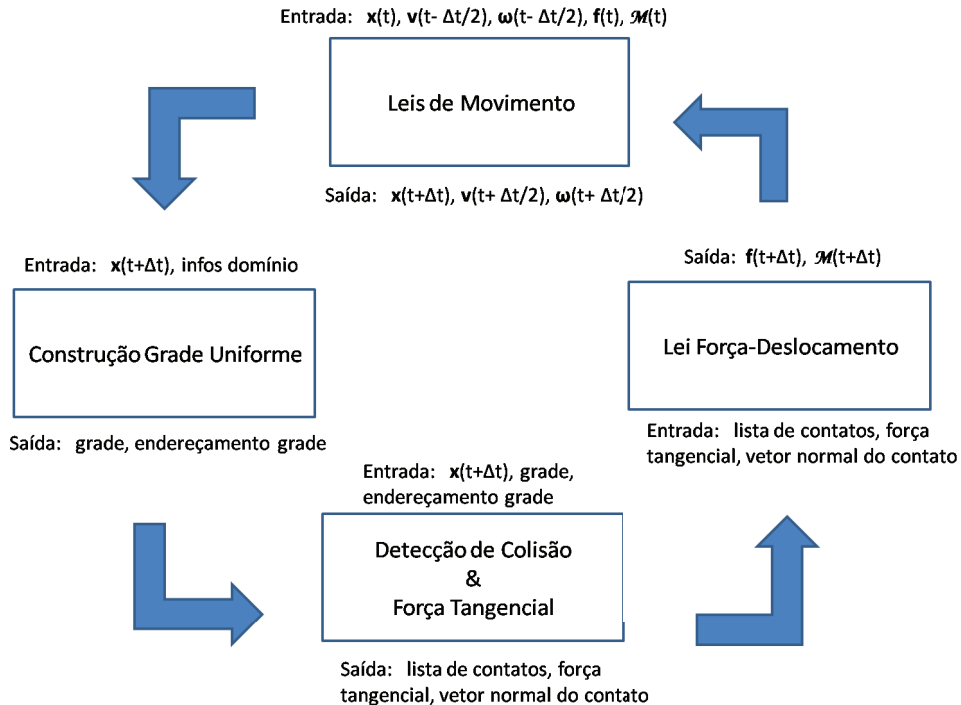 Entrada: x(t), v(t- Δt/2), ω(t- Δt/2), f(t), ℳ(t)
Leis de Movimento
Saída: x(t+Δt), v(t+ Δt/2), ω(t+ Δt/2)
Entrada: x(t+Δt), infos domínio
Construção Grade Uniforme
Saída: grade, endereçamento grade
Entrada: x(t+Δt), grade,
endereçamento grade
Detecção de Colisão
&
Força Tangencial
Saída: lista de contatos, força
tangencial, vetor normal do contato
Saída: f(t+Δt), ℳ(t+Δt)
Lei Força-Deslocamento
Entrada: lista de contatos, força
tangencial, vetor normal do contato